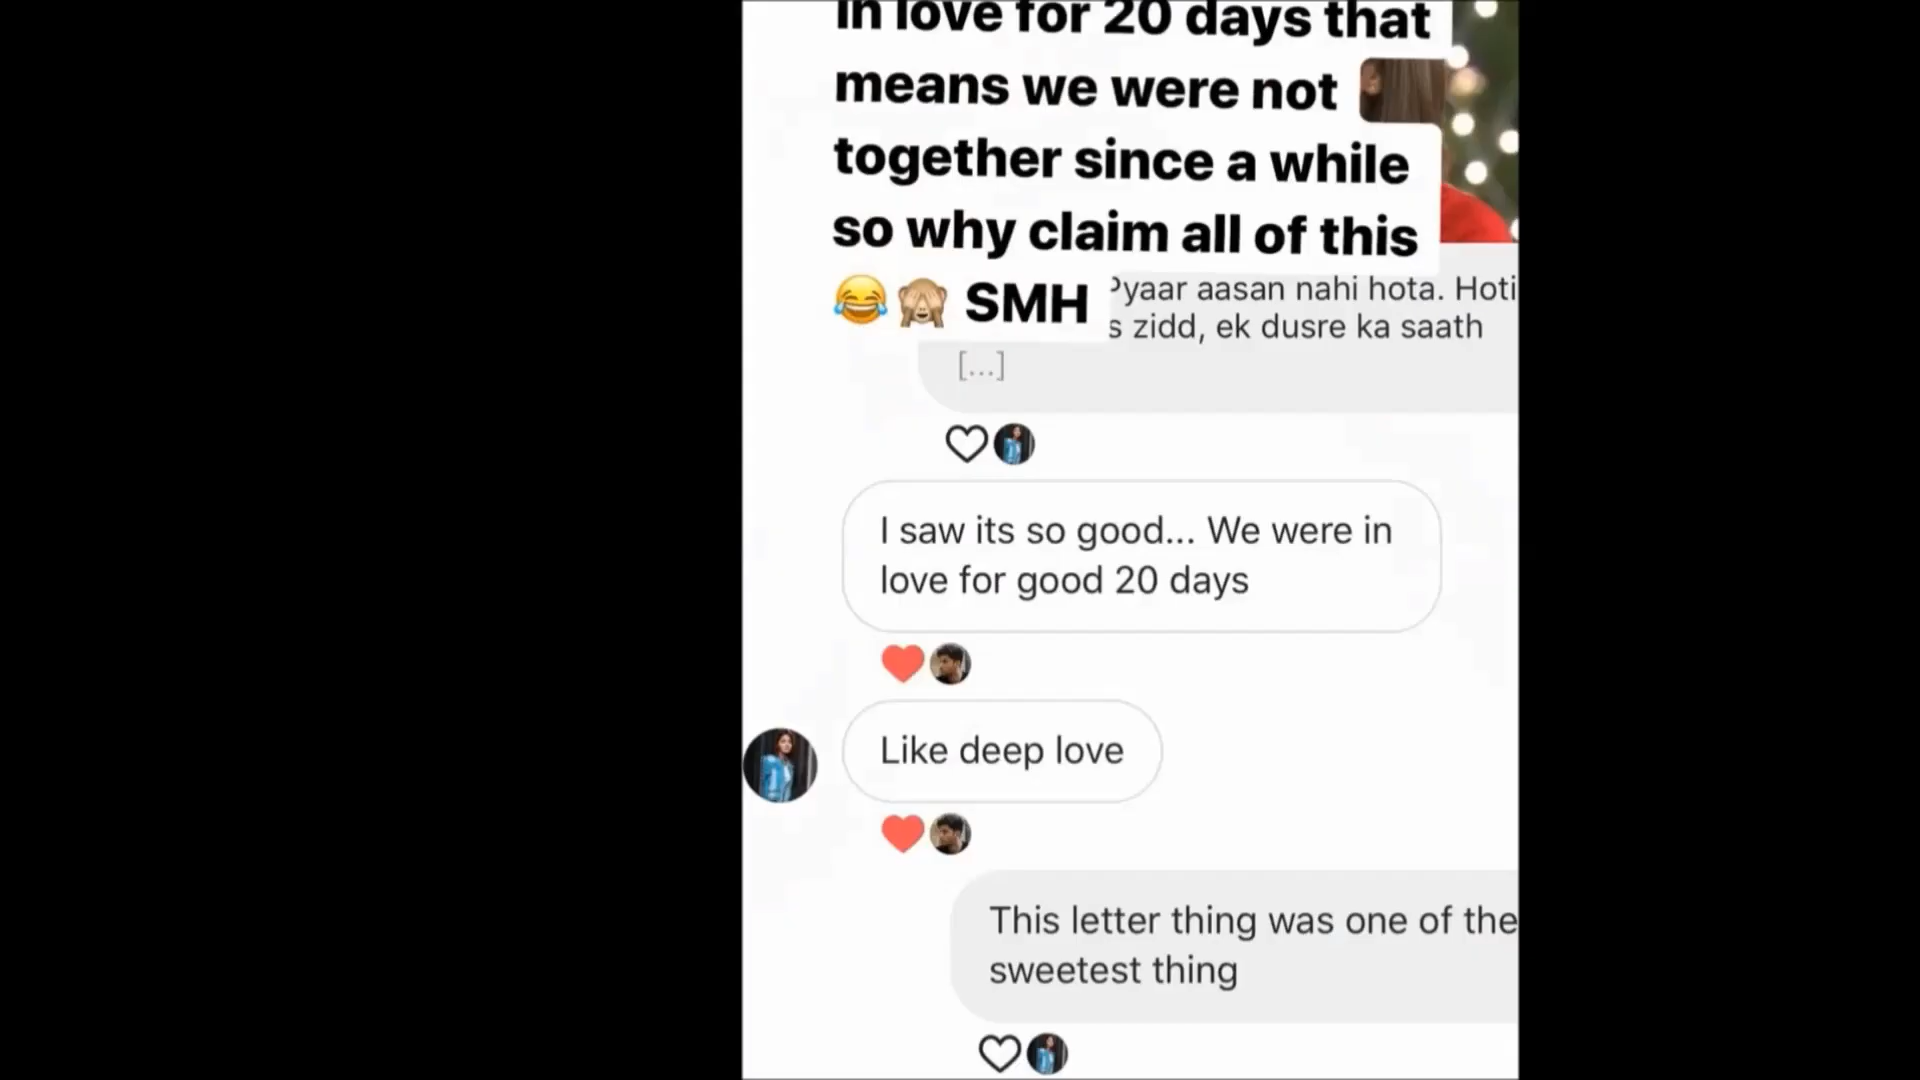 in love for 20 days that
means we were not
together since a while
so why claim all of this
😂🙈 SMH
Pyaar aasan nahi hota. Hoti
s zidd, ek dusre ka saath
[...]
I saw its so good... We were in
love for good 20 days
Like deep love
This letter thing was one of the
sweetest thing